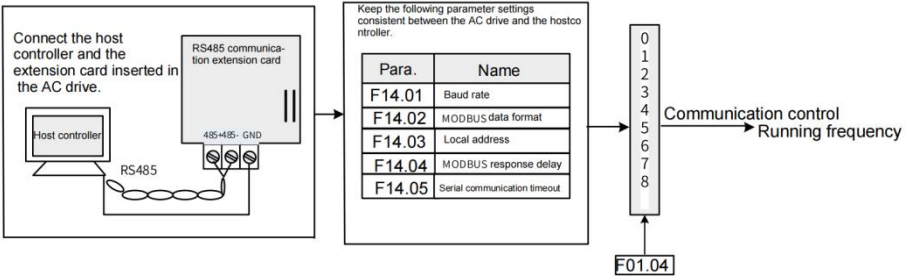 Connect the host
controller and the
extension card inserted in
the AC drive.
RS485 communica-
tion extension card
Host controller
485+485- GND
RS485
Keep the following parameter settings
consistent between the AC drive and the hostco
ntroller.
Para. Name
F14.01 Baud rate
F14.02 MODBUS data format
F14.03 Local address
F14.04 MODBUS response delay
F14.05 Serial communication timeout
0
1
2
3
4
5
6
7
8
Communication control
Running frequency
F01.04